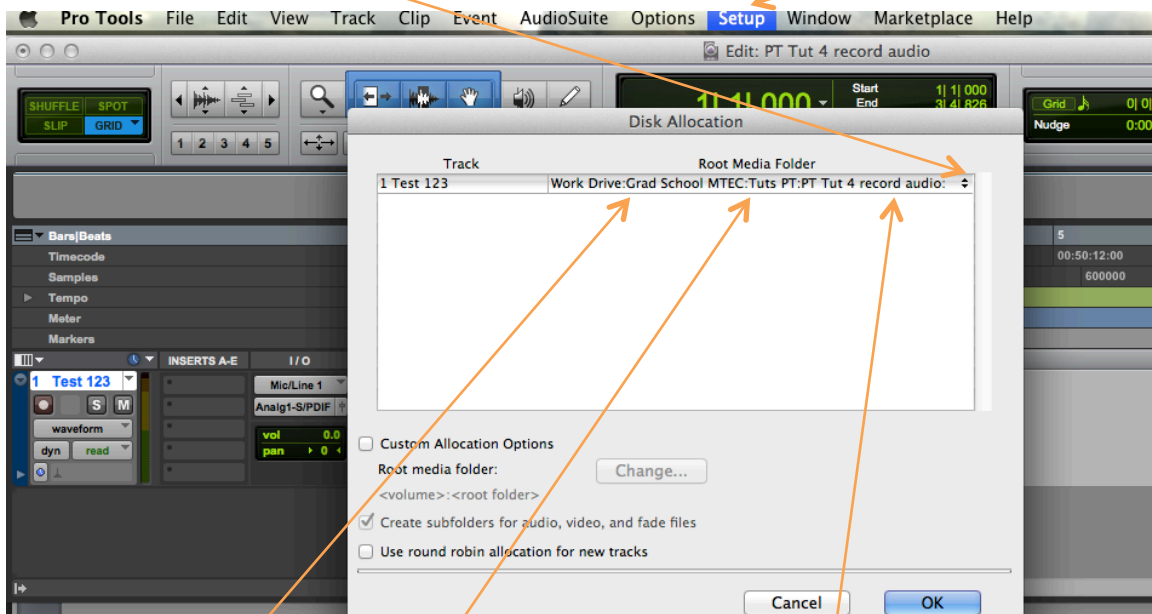 Pro Tools File Edit View Track Clip Event AudioSuite Options Setup Window Marketplace Help
Edit: PT Tut 4 record audio
SHUFFLE SPOT
SLIP GRID
1 2 3 4 5
1| 1| 000
Start 1| 1| 000
End 3| 4| 826
Grid 0| 0|
Nudge 0:00
Disk Allocation
Track Root Media Folder
1 Test 123 Work Drive:Grad School MTEC:Tuts PT:PT Tut 4 record audio:
Bars|Beats 5
Timecode 00:50:12:00
Samples 600000
Tempo
Meter
Markers
INSERTS A-E I / O
1 Test 123 Mic/Line 1
S M Analg1-S/PDIF
waveform vol 0.0
dyn read pan 0
Custom Allocation Options
Root media folder: Change...
<volume>:<root folder>
Create subfolders for audio, video, and fade files
Use round robin allocation for new tracks
Cancel OK